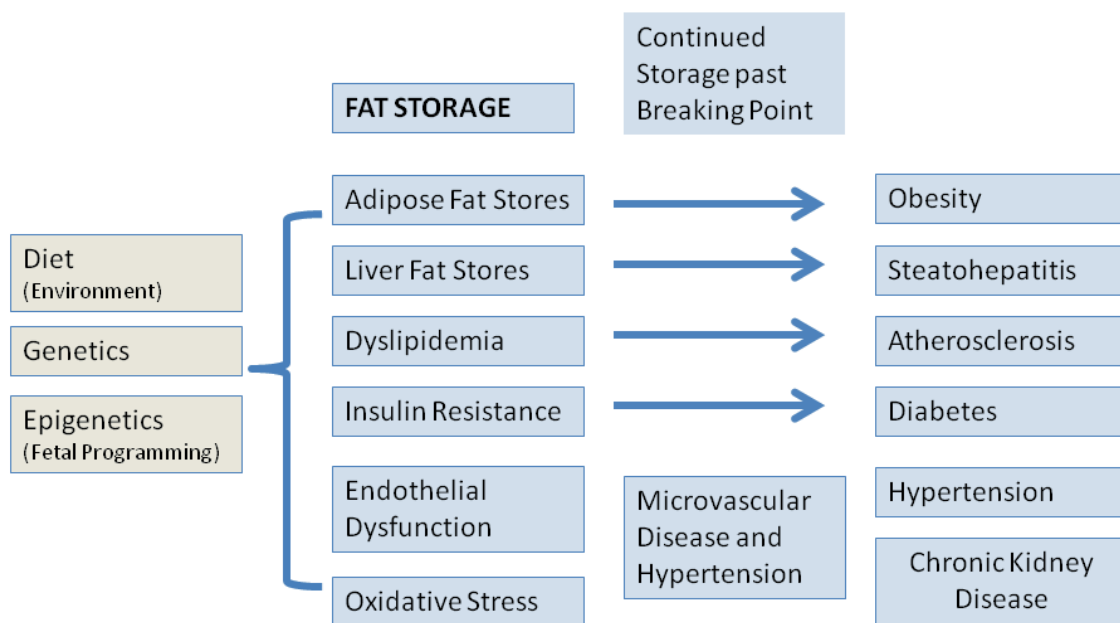 Continued
Storage past
Breaking Point
FAT STORAGE
Diet
(Environment)
Genetics
Epigenetics
(Fetal Programming)
Adipose Fat Stores
Liver Fat Stores
Dyslipidemia
Insulin Resistance
Endothelial
Dysfunction
Oxidative Stress
Microvascular
Disease and
Hypertension
Obesity
Steatohepatitis
Atherosclerosis
Diabetes
Hypertension
Chronic Kidney
Disease